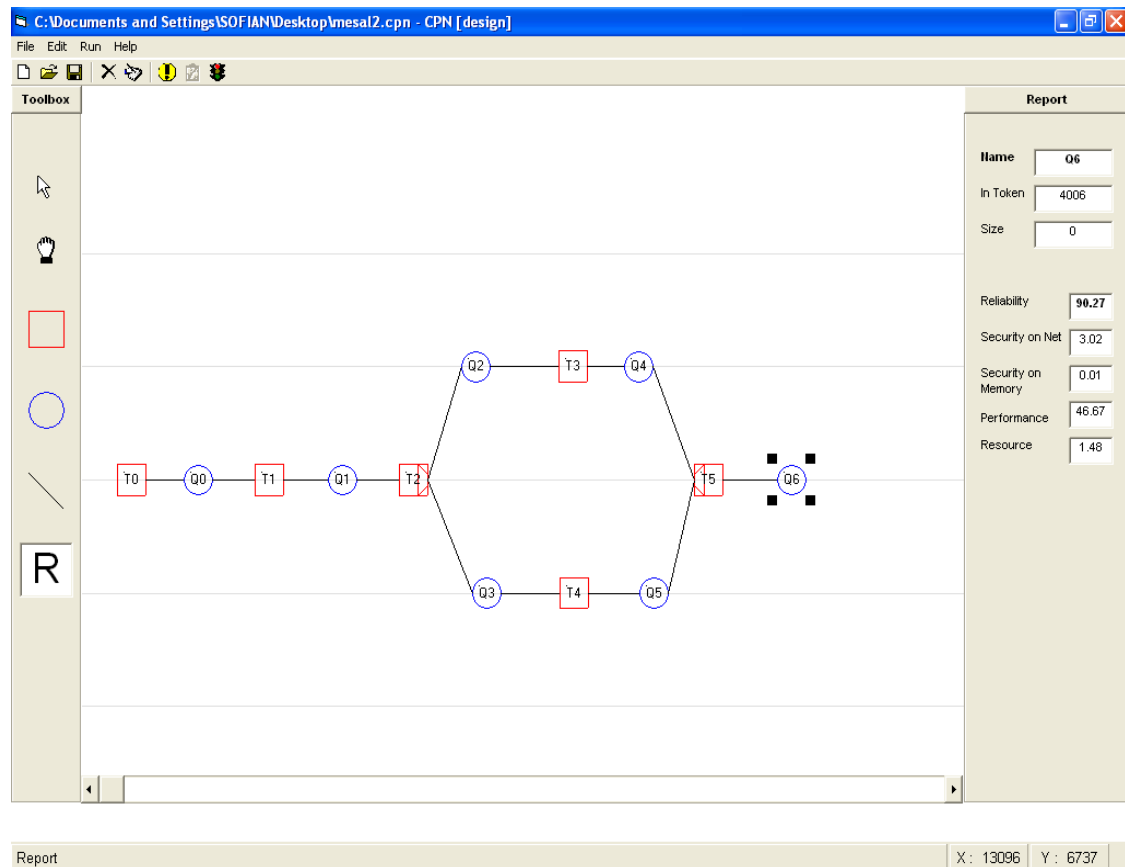 C:\Documents and Settings\SOFIAN\Desktop\mesal2.cpn - CPN [design]
File Edit Run Help
Toolbox
Report
Name Q6
In Token 4006
Size 0
Reliability 90.27
Security on Net 3.02
Security on Memory 0.01
Performance 46.67
Resource 1.48
R
Q2 T3 Q4
T0 Q0 T1 Q1 T2 T5 Q6
Q3 T4 Q5
Report
X : 13096 Y : 6737